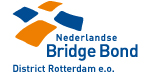 Nederlandse
Bridge Bond
District Rotterdam e.o.